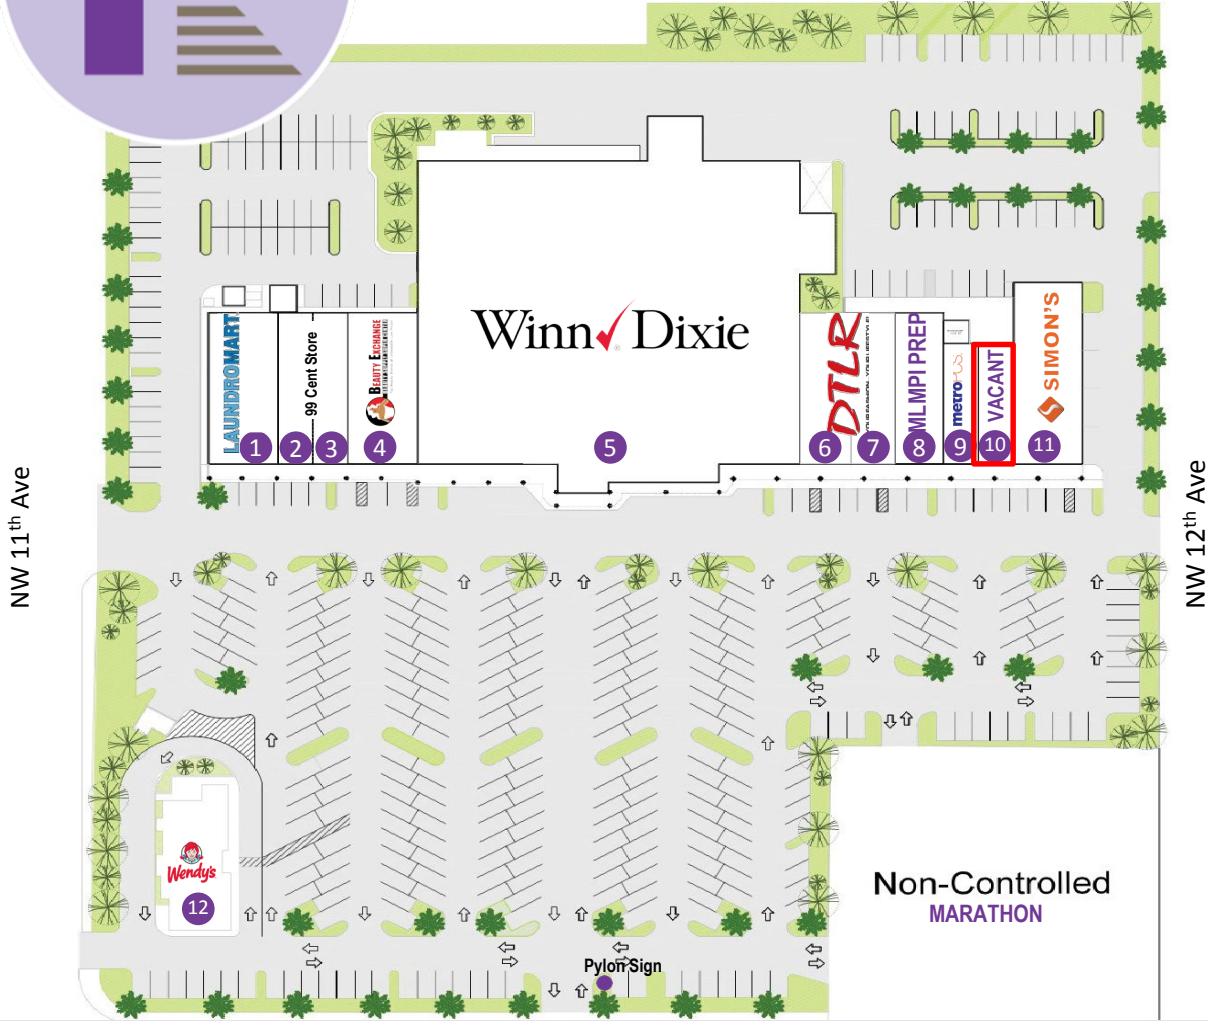 Winn Dixie
LAUNDROMART
99 Cent Store
BEAUTY EXCHANGE
DTLR
ML MPI PREP
metroPCS.
VACANT
SIMON'S
1
2
3
4
5
6
7
8
9
10
11
NW 11th Ave
NW 12th Ave
Wendy's
12
Non-Controlled
MARATHON
Pylon Sign